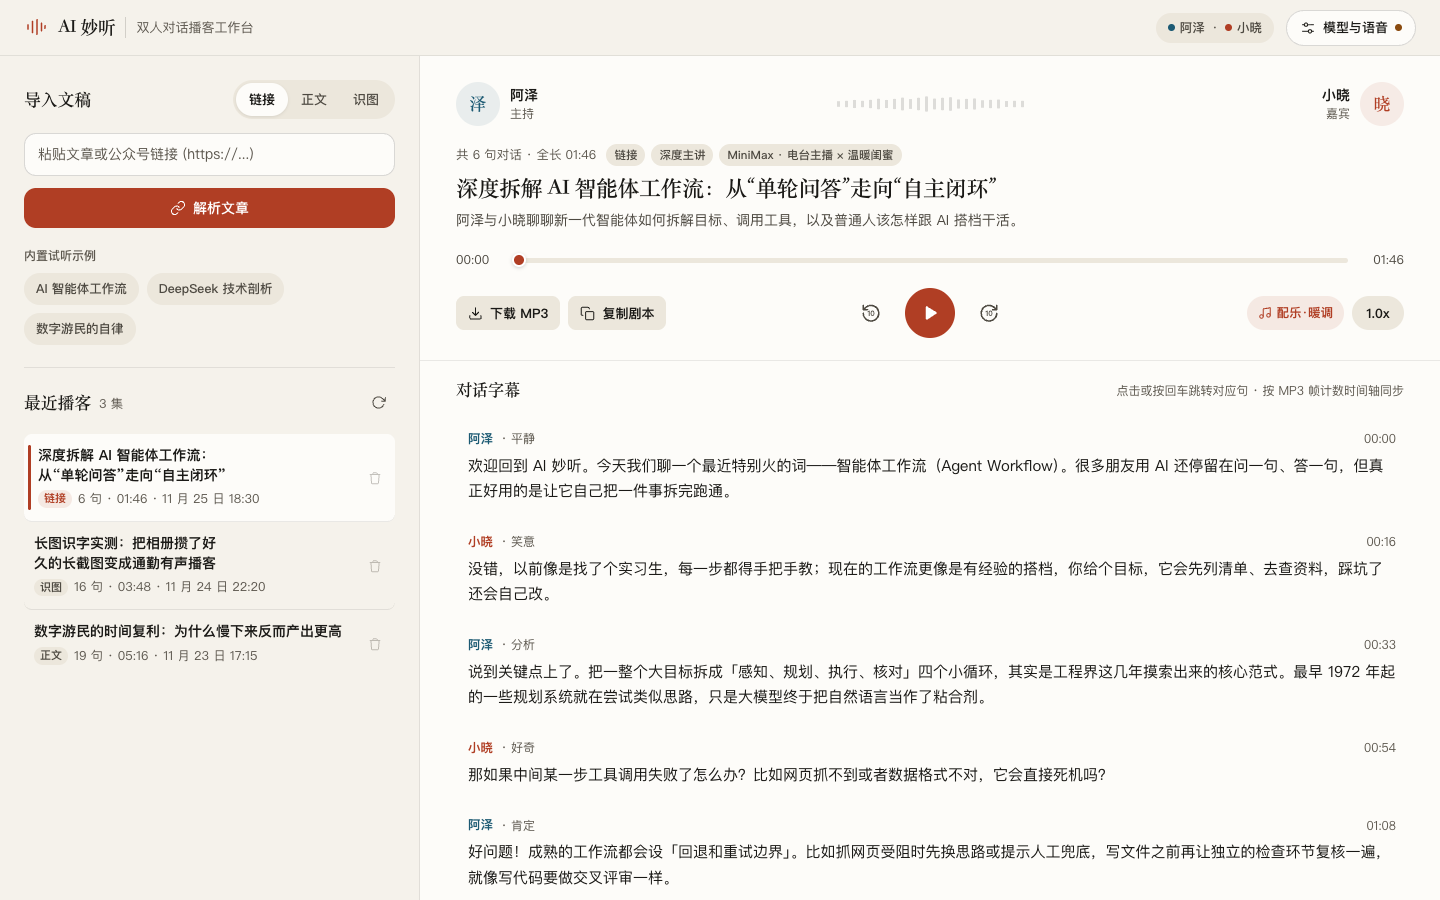 AI 妙听
双人对话播客工作台
阿泽 · 小晓
模型与语音
导入文稿
链接
正文
识图
粘贴文章或公众号链接 (https://...)
解析文章
内置试听示例
AI 智能体工作流
DeepSeek 技术剖析
数字游民的自律
最近播客 3 集
深度拆解 AI 智能体工作流：
从“单轮问答”走向“自主闭环”
链接 6 句 · 01:46 · 11 月 25 日 18:30
长图识字实测：把相册攒了好
久的长截图变成通勤有声播客
识图 16 句 · 03:48 · 11 月 24 日 22:20
数字游民的时间复利：为什么慢下来反而产出更高
正文 19 句 · 05:16 · 11 月 23 日 17:15
泽
阿泽
主持
小晓
嘉宾
晓
共 6 句对话 · 全长 01:46
链接
深度主讲
MiniMax · 电台主播 × 温暖闺蜜
深度拆解 AI 智能体工作流：从“单轮问答”走向“自主闭环”
阿泽与小晓聊聊新一代智能体如何拆解目标、调用工具，以及普通人该怎样跟 AI 搭档干活。
00:00
01:46
下载 MP3
复制剧本
10
10
配乐·暖调
1.0x
对话字幕
点击或按回车跳转对应句 · 按 MP3 帧计数时间轴同步
阿泽 · 平静
00:00
欢迎回到 AI 妙听。今天我们聊一个最近特别火的词——智能体工作流（Agent Workflow）。很多朋友用 AI 还停留在问一句、答一句，但真
正好用的是让它自己把一件事拆完跑通。
小晓 · 笑意
00:16
没错，以前像是找了个实习生，每一步都得手把手教；现在的工作流更像是有经验的搭档，你给个目标，它会先列清单、去查资料，踩坑了
还会自己改。
阿泽 · 分析
00:33
说到关键点上了。把一整个大目标拆成「感知、规划、执行、核对」四个小循环，其实是工程界这几年摸索出来的核心范式。最早 1972 年起
的一些规划系统就在尝试类似思路，只是大模型终于把自然语言当作了粘合剂。
小晓 · 好奇
00:54
那如果中间某一步工具调用失败了怎么办？比如网页抓不到或者数据格式不对，它会直接死机吗？
阿泽 · 肯定
01:08
好问题！成熟的工作流都会设「回退和重试边界」。比如抓网页受阻时先换思路或提示人工兜底，写文件之前再让独立的检查环节复核一遍，
就像写代码要做交叉评审一样。